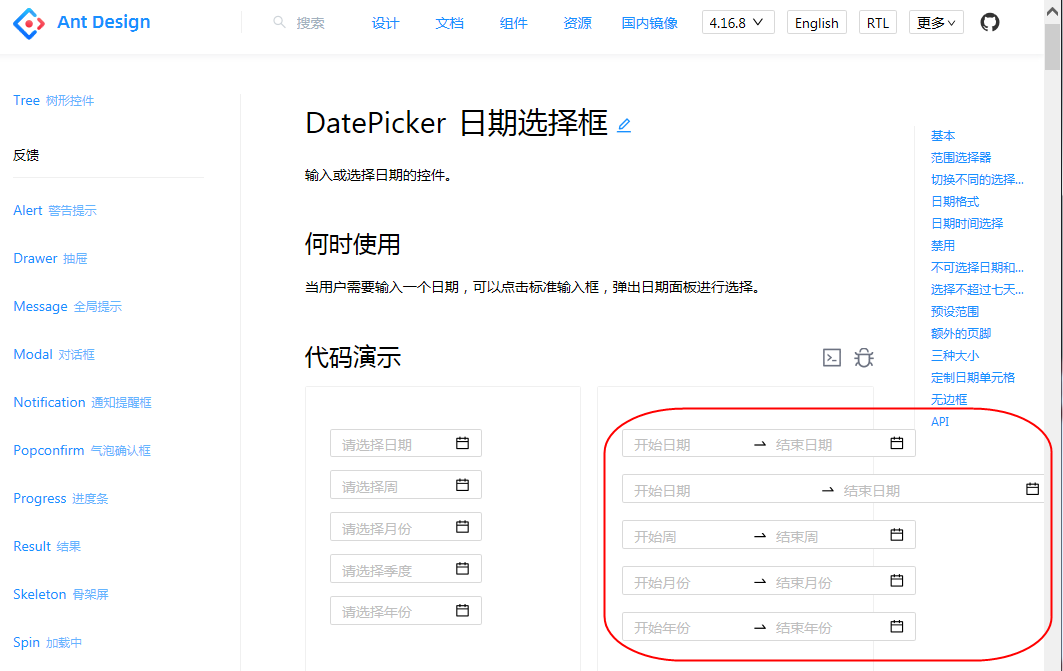 Ant Design
搜索
设计
文档
组件
资源
国内镜像
4.16.8
English
RTL
更多
Tree 树形控件
反馈
Alert 警告提示
Drawer 抽屉
Message 全局提示
Modal 对话框
Notification 通知提醒框
Popconfirm 气泡确认框
Progress 进度条
Result 结果
Skeleton 骨架屏
Spin 加载中
DatePicker 日期选择框
输入或选择日期的控件。
何时使用
当用户需要输入一个日期，可以点击标准输入框，弹出日期面板进行选择。
代码演示
请选择日期
请选择周
请选择月份
请选择季度
请选择年份
开始日期 → 结束日期
开始日期 → 结束日期
开始周 → 结束周
开始月份 → 结束月份
开始年份 → 结束年份
基本
范围选择器
切换不同的选择...
日期格式
日期时间选择
禁用
不可选择日期和...
选择不超过七天...
预设范围
额外的页脚
三种大小
定制日期单元格
无边框
API